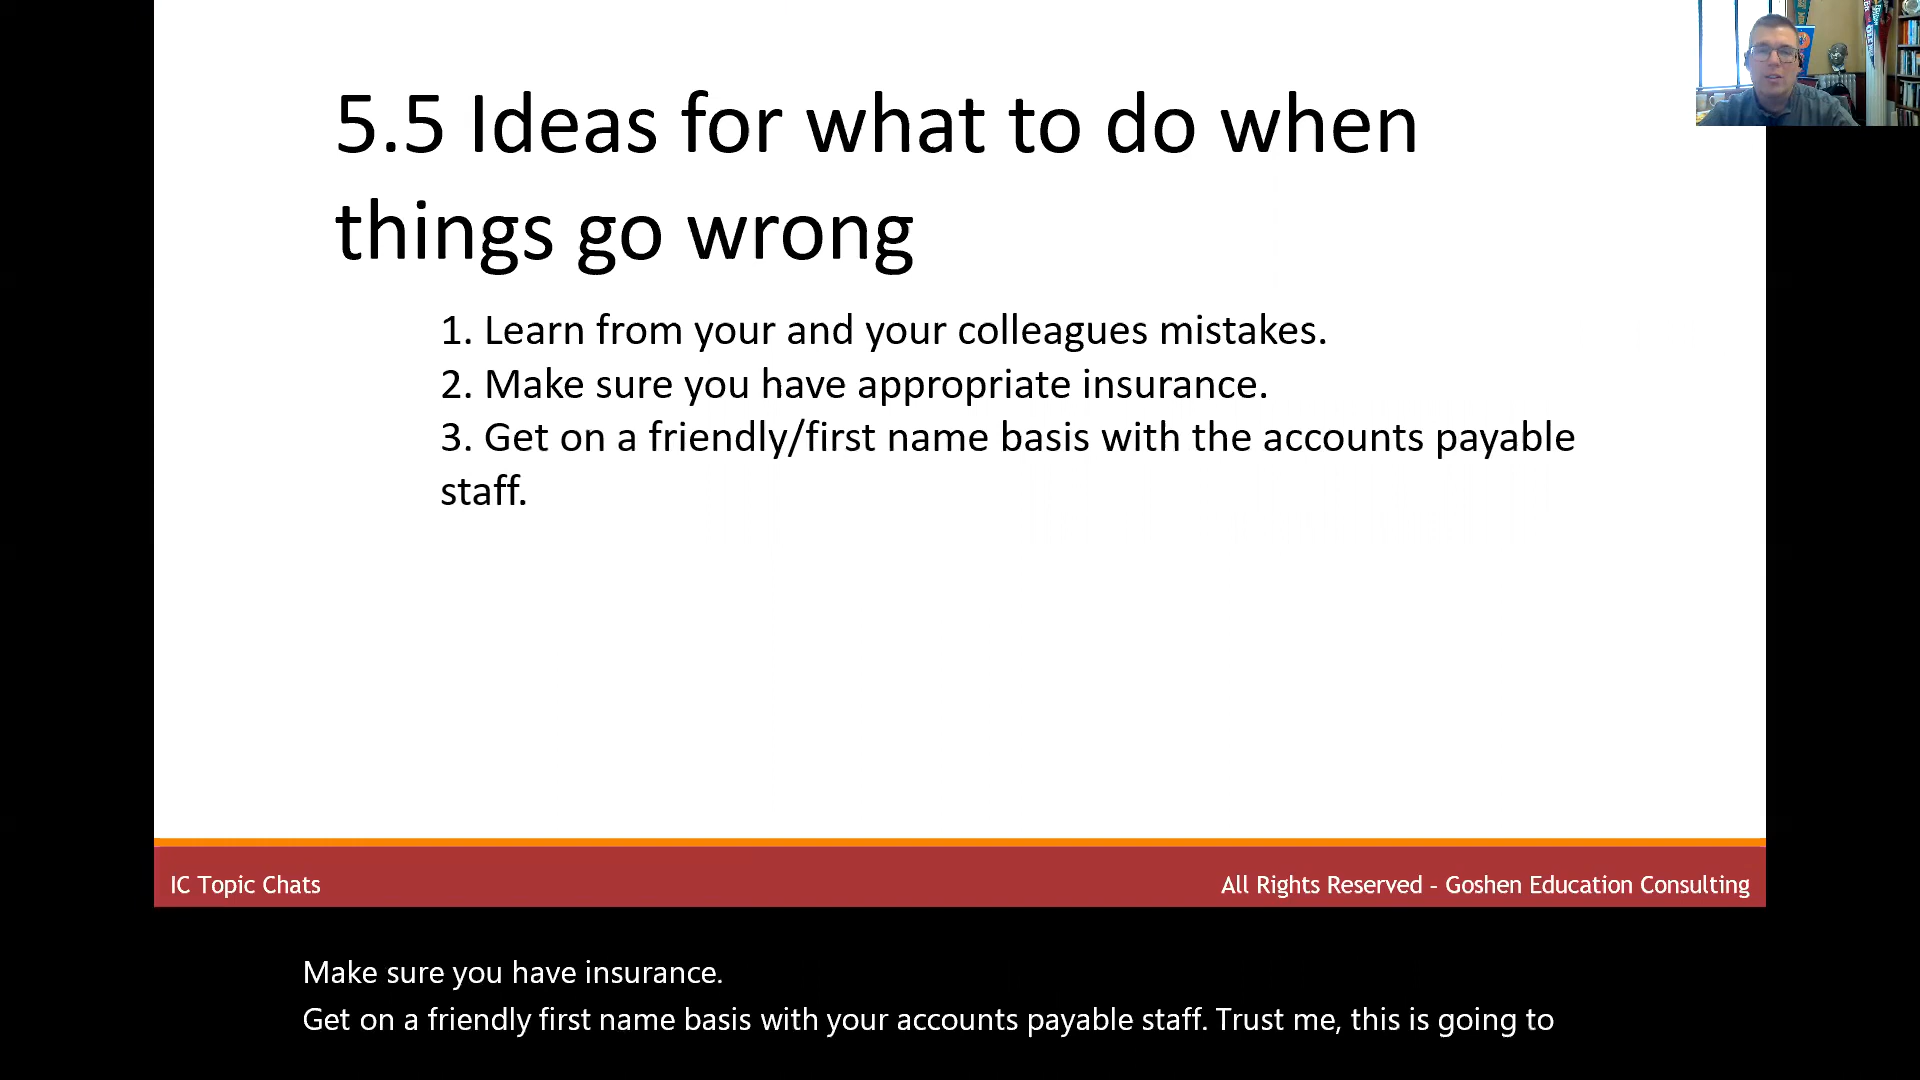 5.5 Ideas for what to do when
things go wrong
1. Learn from your and your colleagues mistakes.
2. Make sure you have appropriate insurance.
3. Get on a friendly/first name basis with the accounts payable
staff.
IC Topic Chats
All Rights Reserved – Goshen Education Consulting
Make sure you have insurance.
Get on a friendly first name basis with your accounts payable staff. Trust me, this is going to